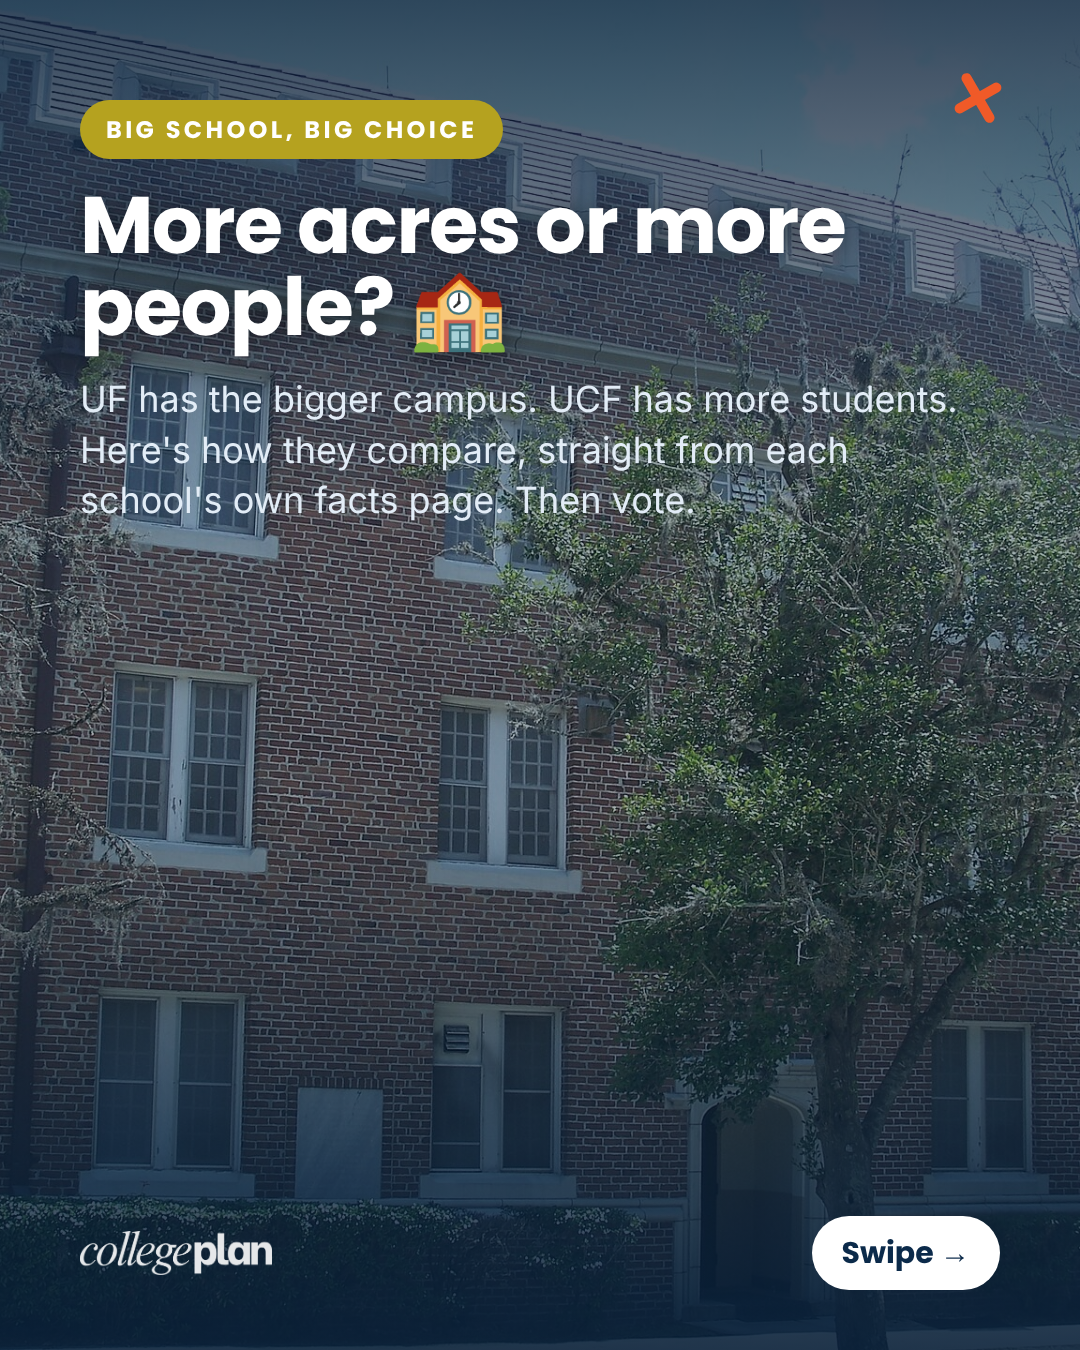 BIG SCHOOL, BIG CHOICE
More acres or more
people? 🏫
UF has the bigger campus. UCF has more students.
Here's how they compare, straight from each
school's own facts page. Then vote.
collegeplan
Swipe →